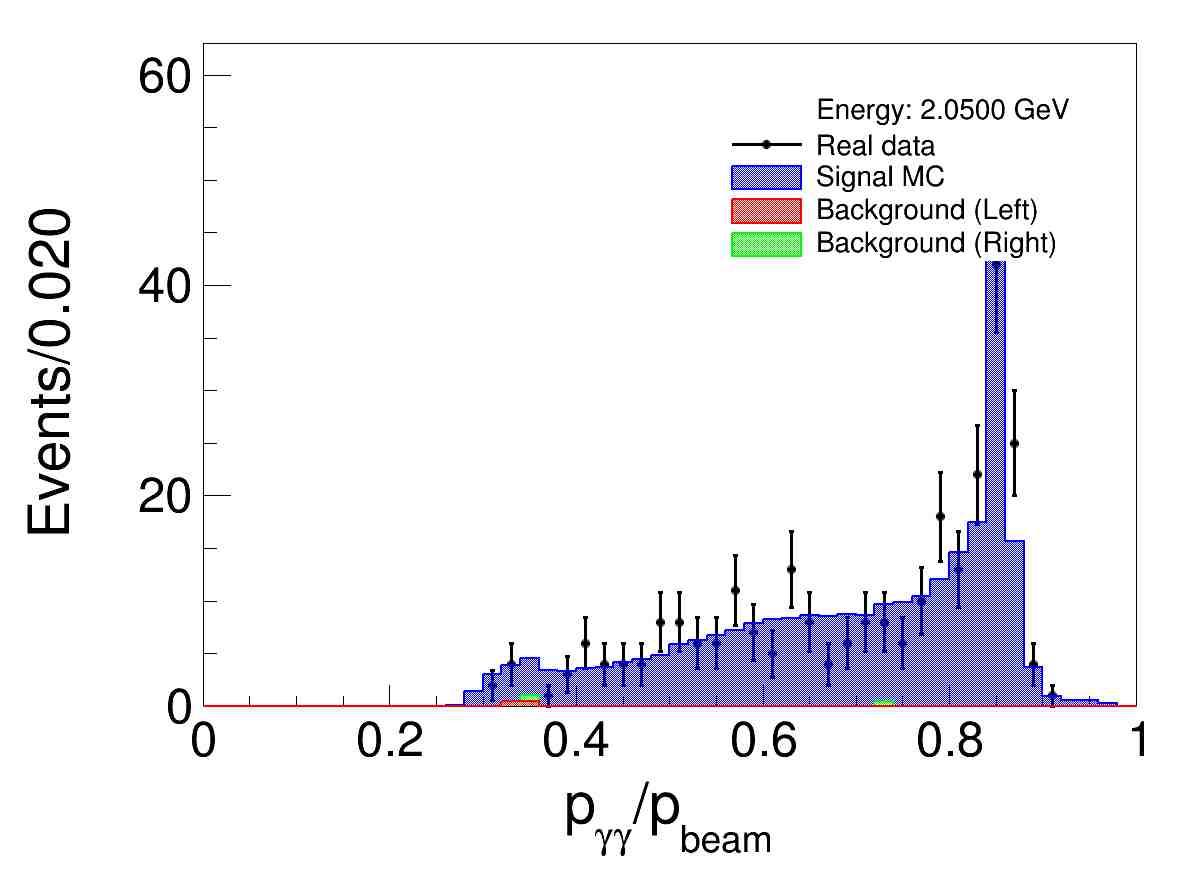 Energy: 2.0500 GeV
Real data
Signal MC
Background (Left)
Background (Right)
Events/0.020
60
40
20
0
0 0.2 0.4 0.6 0.8 1
pγγ/pbeam